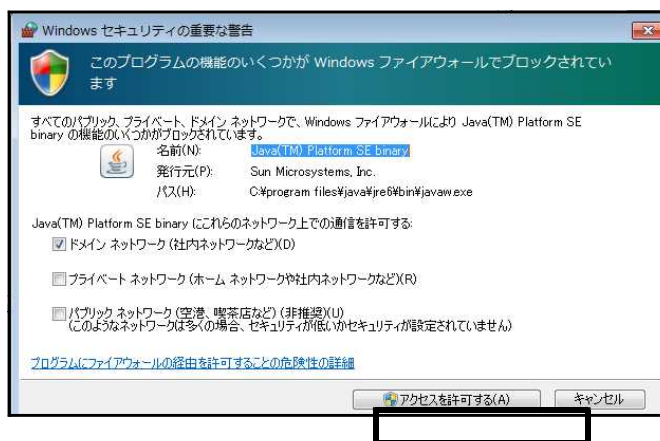 Windows セキュリティの重要な警告
このプログラムの機能のいくつかが Windows ファイアウォールでブロックされてい
ます
すべてのパブリック、プライベート、ドメイン ネットワークで、Windows ファイアウォールにより Java(TM) Platform SE
binary の機能のいくつかがブロックされています。
名前(N): Java(TM) Platform SE binary
発行元(P): Sun Microsystems, Inc.
パス(H): C:¥program files¥java¥jre6¥bin¥javaw.exe
Java(TM) Platform SE binary にこれらのネットワーク上での通信を許可する:
ドメイン ネットワーク (社内ネットワークなど)(D)
プライベート ネットワーク (ホーム ネットワークや社内ネットワークなど)(R)
パブリック ネットワーク (空港、喫茶店など) (非推奨)(U)
(このようなネットワークは多くの場合、セキュリティが低いかセキュリティが設定されていません)
プログラムにファイアウォールの経由を許可することの危険性の詳細
アクセスを許可する(A) キャンセル